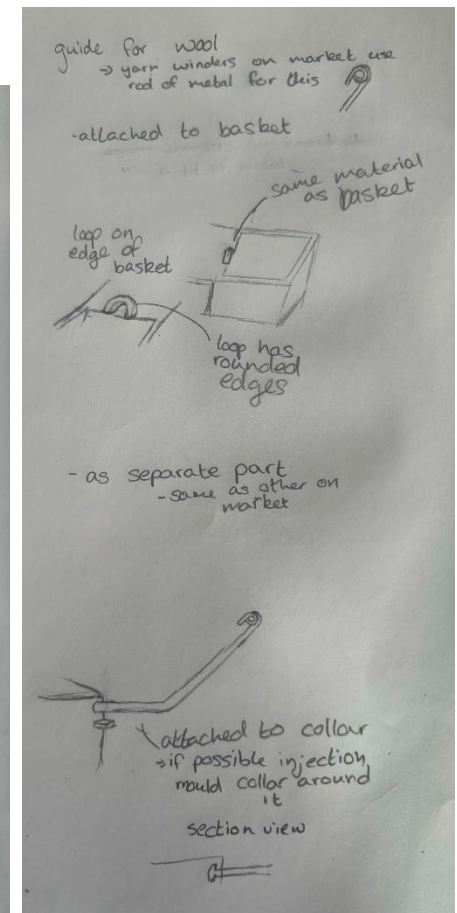 guide for wool
→ yarn winders on market use
rod of metal for this
-attached to basket
same material
as basket
loop on
edge of
basket
loop has
rounded
edges
- as separate part
- same as other on
market
attached to collar
→ if possible injection
mould collar around
it
section view